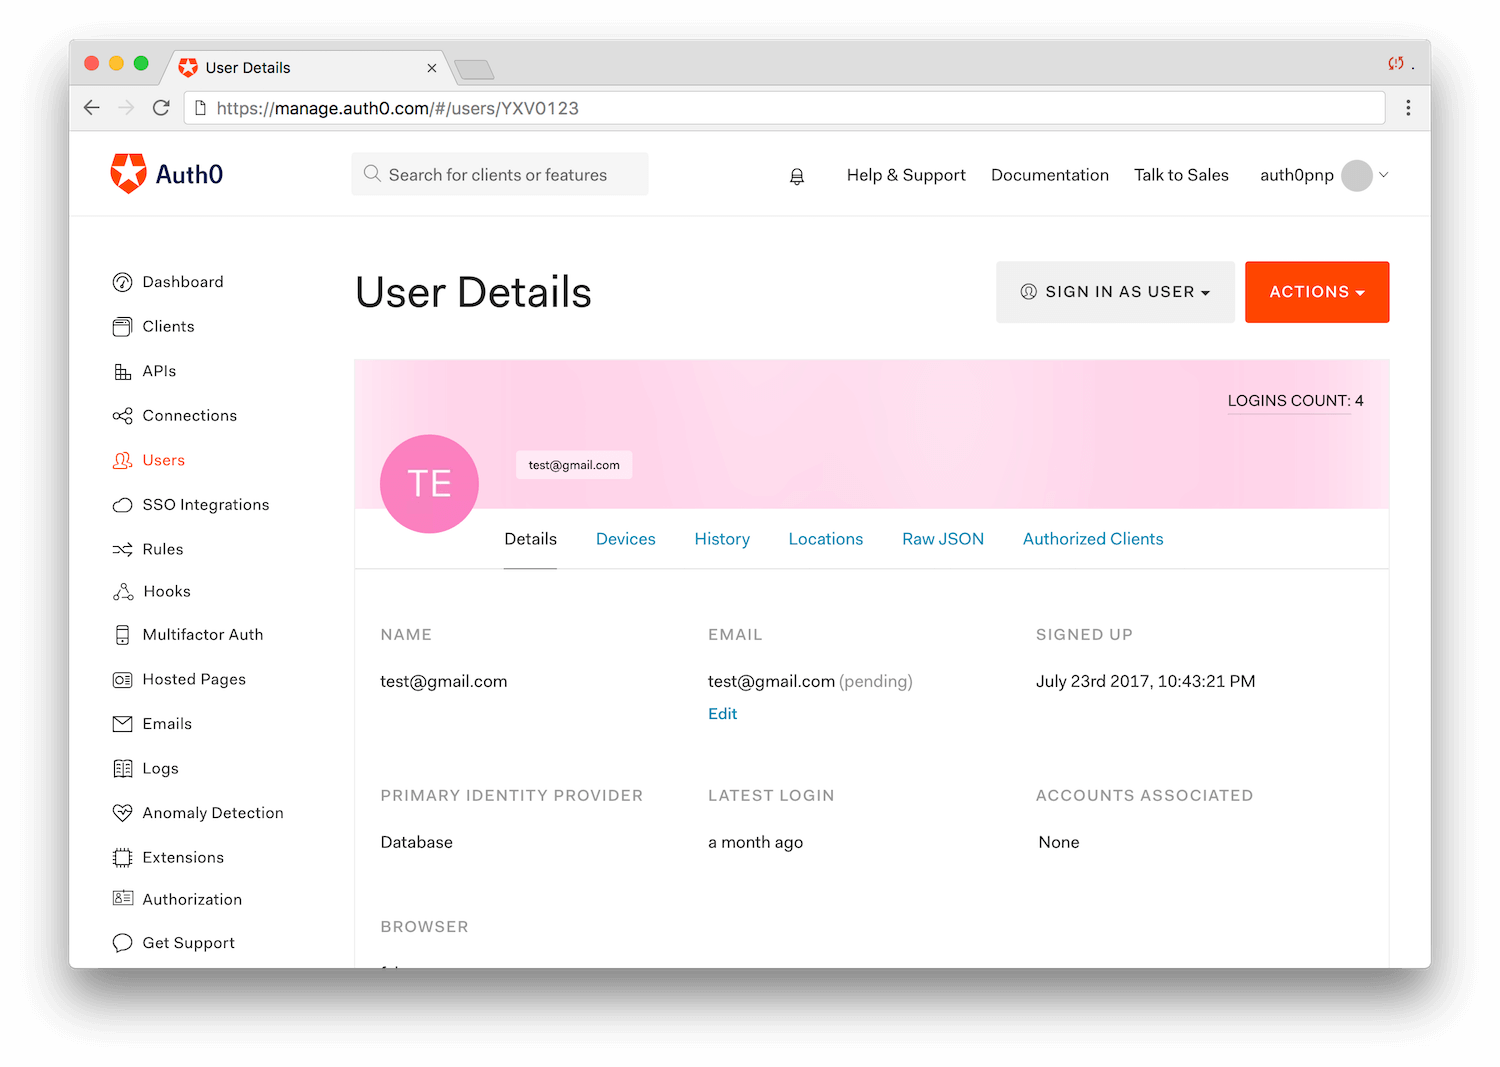 User Details
https://manage.auth0.com/#/users/YXV0123
Auth0
Search for clients or features
Help & Support
Documentation
Talk to Sales
auth0pnp
Dashboard
Clients
APIs
Connections
Users
SSO Integrations
Rules
Hooks
Multifactor Auth
Hosted Pages
Emails
Logs
Anomaly Detection
Extensions
Authorization
Get Support
User Details
SIGN IN AS USER
ACTIONS
LOGINS COUNT: 4
TE
test@gmail.com
Details
Devices
History
Locations
Raw JSON
Authorized Clients
NAME
test@gmail.com
EMAIL
test@gmail.com (pending)
Edit
SIGNED UP
July 23rd 2017, 10:43:21 PM
PRIMARY IDENTITY PROVIDER
Database
LATEST LOGIN
a month ago
ACCOUNTS ASSOCIATED
None
BROWSER